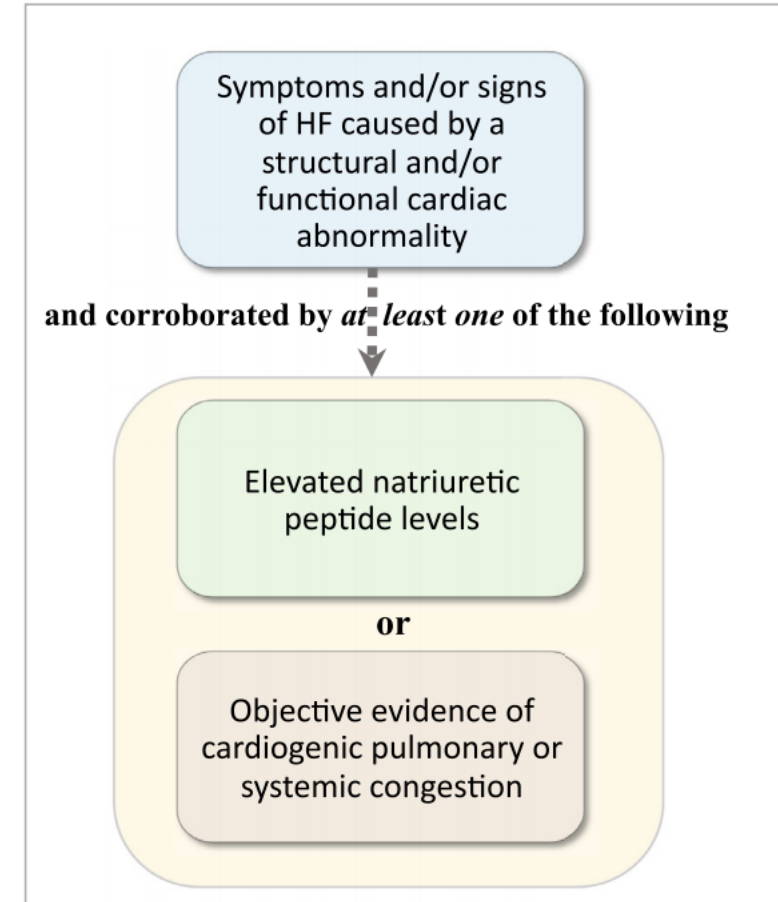 Symptoms and/or signs
of HF caused by a
structural and/or
functional cardiac
abnormality
and corroborated by at least one of the following
Elevated natriuretic
peptide levels
or
Objective evidence of
cardiogenic pulmonary or
systemic congestion